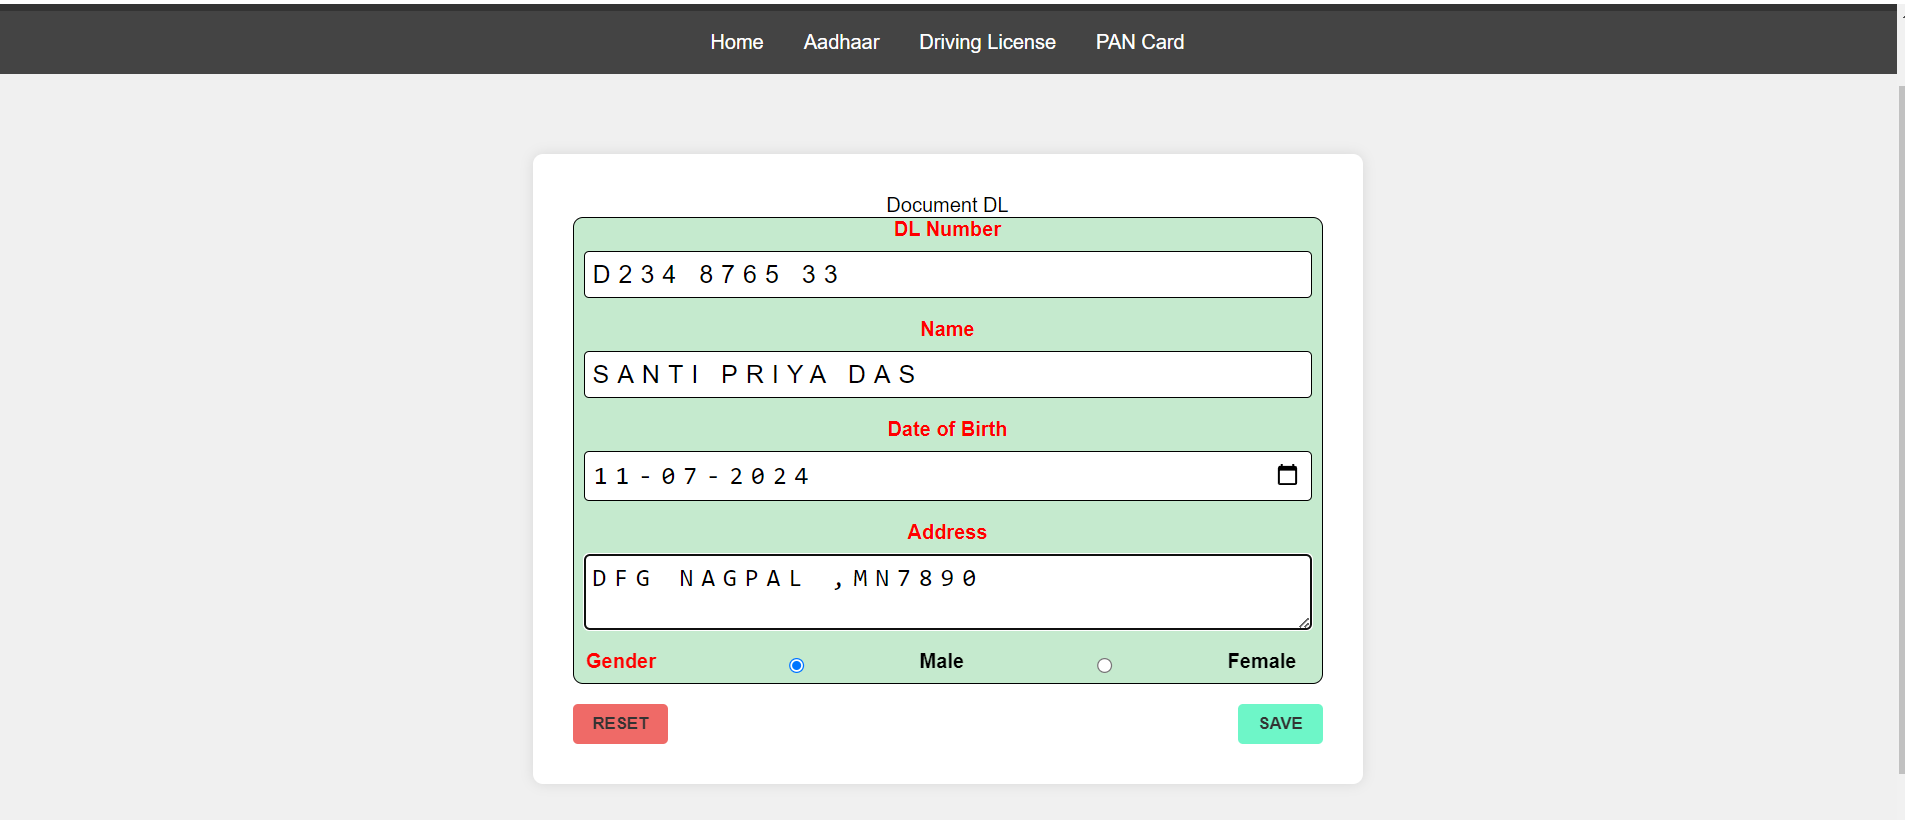 Home Aadhaar Driving License PAN Card
Document DL
DL Number
D234 8765 33
Name
SANTI PRIYA DAS
Date of Birth
11-07-2024
Address
DFG NAGPAL ,MN7890
Gender Male Female
RESET SAVE